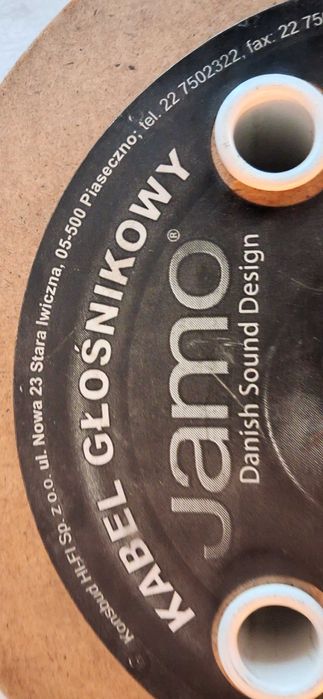 Konsbud HI-FI Sp. z o.o. ul. Nowa 23 Stara Iwiczna, 05-500 Piaseczno; tel. 22 7502322, fax. 22 75
KABEL GŁOŚNIKOWY
Jamo®
Danish Sound Design